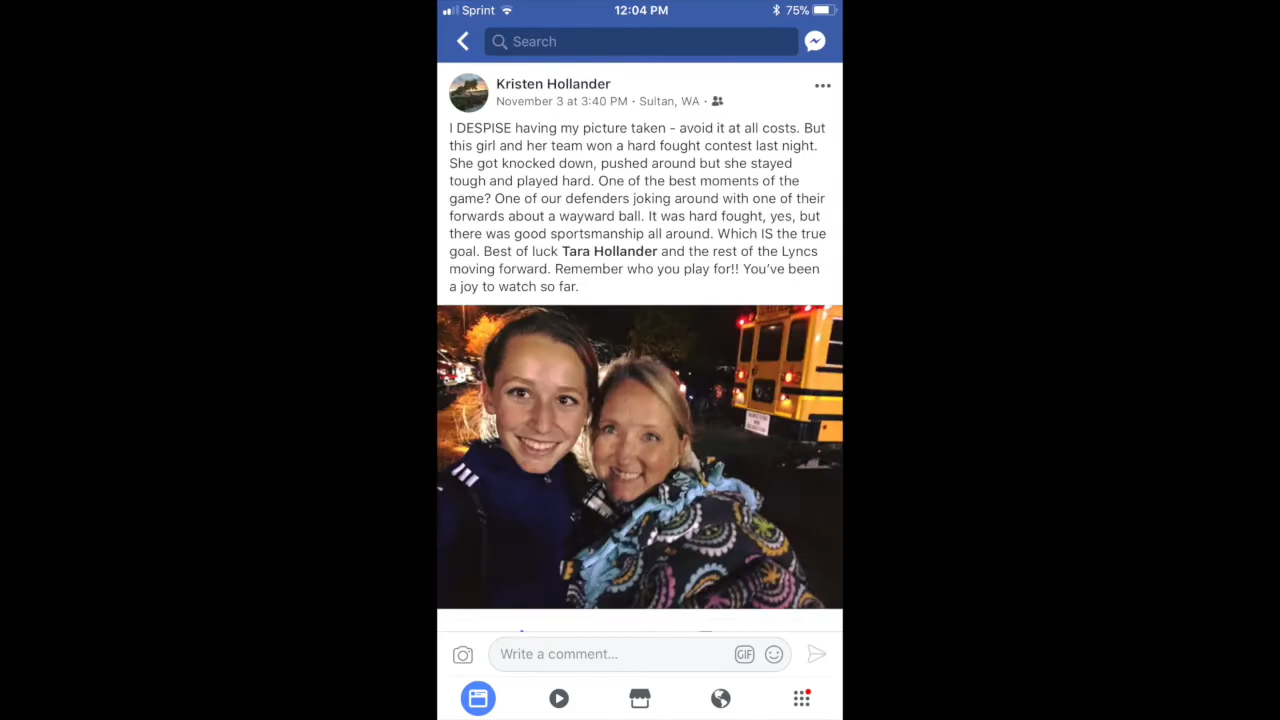 Sprint
12:04 PM
75%
Search
Kristen Hollander
November 3 at 3:40 PM · Sultan, WA ·
I DESPISE having my picture taken - avoid it at all costs. But
this girl and her team won a hard fought contest last night.
She got knocked down, pushed around but she stayed
tough and played hard. One of the best moments of the
game? One of our defenders joking around with one of their
forwards about a wayward ball. It was hard fought, yes, but
there was good sportsmanship all around. Which IS the true
goal. Best of luck Tara Hollander and the rest of the Lyncs
moving forward. Remember who you play for!! You’ve been
a joy to watch so far.
Write a comment...
GIF